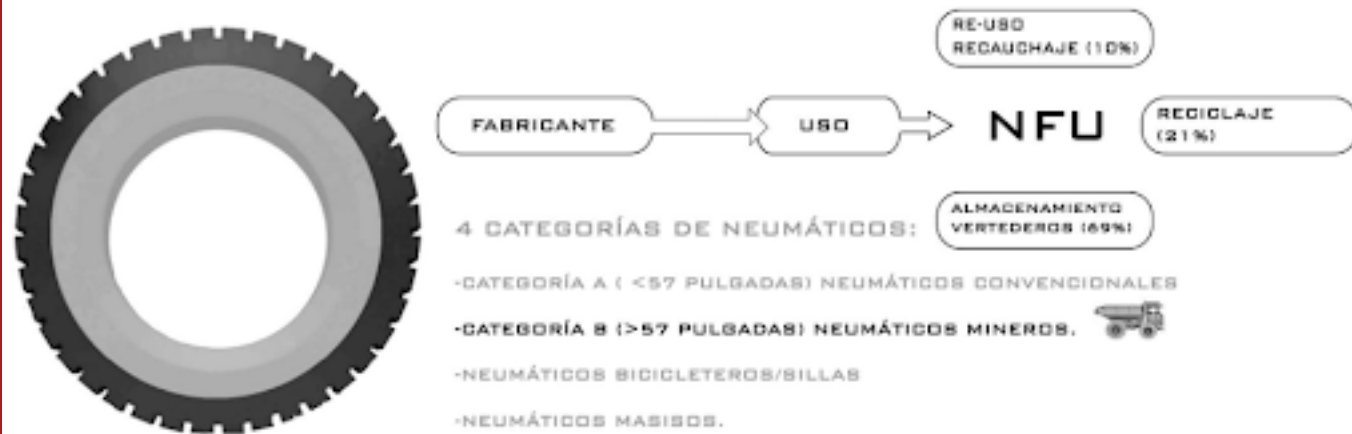 RE-USO
RECAUCHAJE (10%)
FABRICANTE
USO
NFU
RECICLAJE
(21%)
ALMACENAMIENTO
VERTEDEROS (69%)
4 CATEGORÍAS DE NEUMÁTICOS:
-CATEGORÍA A ( <57 PULGADAS) NEUMÁTICOS CONVENCIONALES
-CATEGORÍA B (>57 PULGADAS) NEUMÁTICOS MINEROS.
-NEUMÁTICOS BICICLETEROS/SILLAS
-NEUMÁTICOS MASISOS.